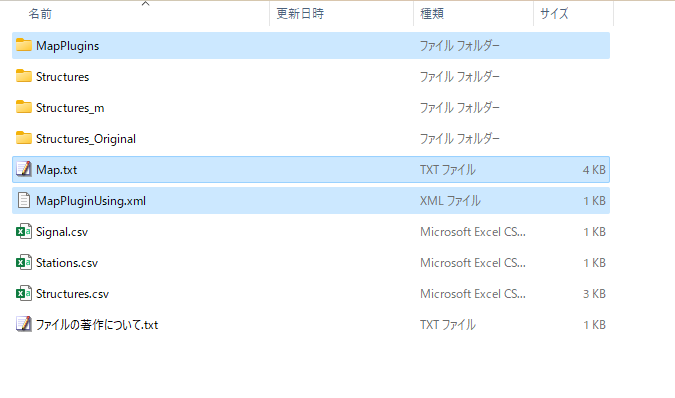 名前 更新日時 種類 サイズ
MapPlugins ファイル フォルダー
Structures ファイル フォルダー
Structures_m ファイル フォルダー
Structures_Original ファイル フォルダー
Map.txt TXT ファイル 4 KB
MapPluginUsing.xml XML ファイル 1 KB
Signal.csv Microsoft Excel CS... 1 KB
Stations.csv Microsoft Excel CS... 1 KB
Structures.csv Microsoft Excel CS... 3 KB
ファイルの著作について.txt TXT ファイル 1 KB